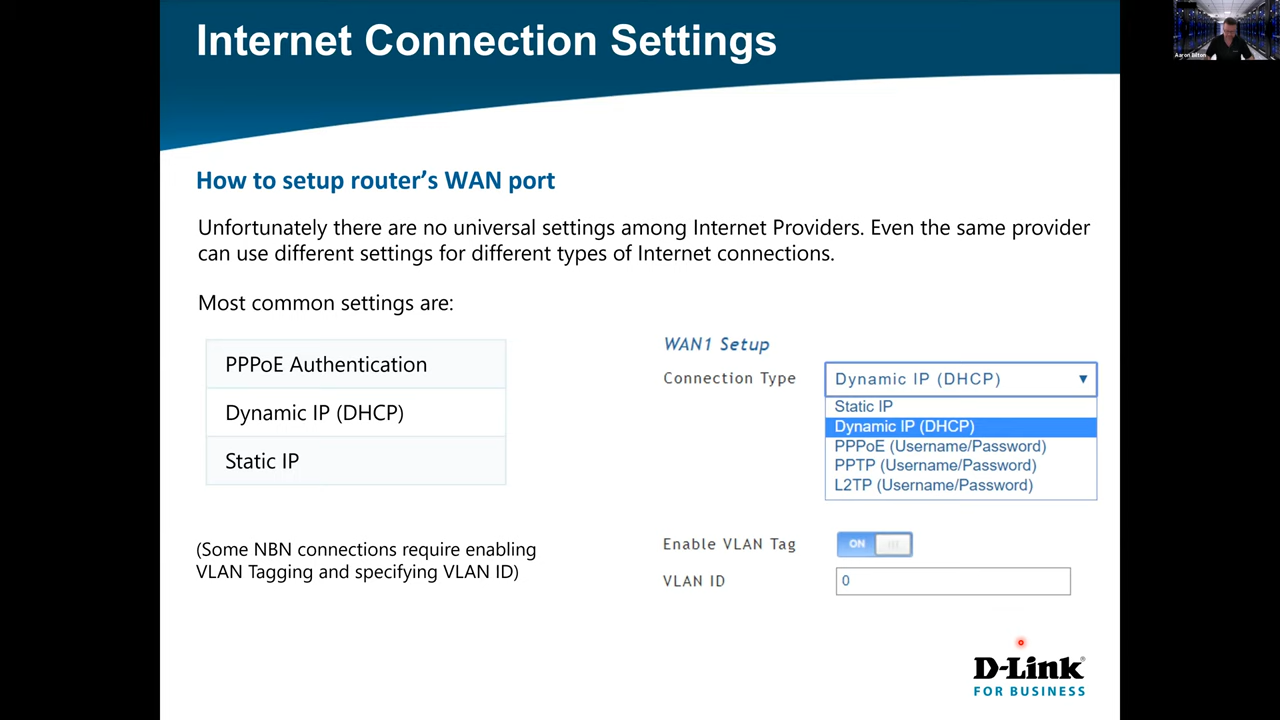 Internet Connection Settings
Aaron Bilton
How to setup router's WAN port
Unfortunately there are no universal settings among Internet Providers. Even the same provider
can use different settings for different types of Internet connections.
Most common settings are:
PPPoE Authentication
Dynamic IP (DHCP)
Static IP
(Some NBN connections require enabling
VLAN Tagging and specifying VLAN ID)
WAN1 Setup
Connection Type
Dynamic IP (DHCP)
Static IP
Dynamic IP (DHCP)
PPPoE (Username/Password)
PPTP (Username/Password)
L2TP (Username/Password)
Enable VLAN Tag ON
VLAN ID 0
D-Link®
FOR BUSINESS